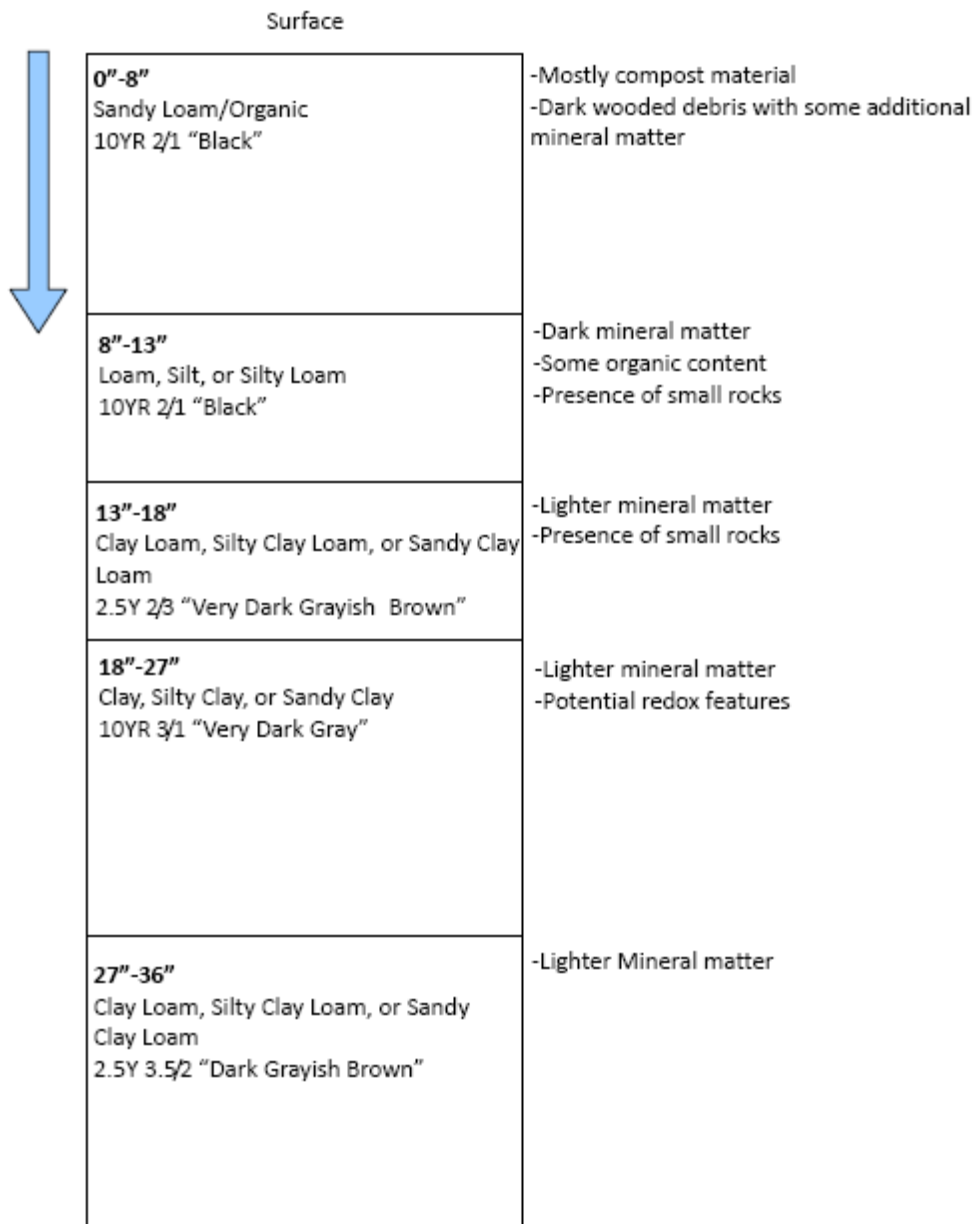 Surface
0”-8”
Sandy Loam/Organic
10YR 2/1 “Black”
-Mostly compost material
-Dark wooded debris with some additional
mineral matter
8”-13”
Loam, Silt, or Silty Loam
10YR 2/1 “Black”
-Dark mineral matter
-Some organic content
-Presence of small rocks
13”-18”
Clay Loam, Silty Clay Loam, or Sandy Clay
Loam
2.5Y 2/3 “Very Dark Grayish Brown”
-Lighter mineral matter
-Presence of small rocks
18”-27”
Clay, Silty Clay, or Sandy Clay
10YR 3/1 “Very Dark Gray”
-Lighter mineral matter
-Potential redox features
27”-36”
Clay Loam, Silty Clay Loam, or Sandy
Clay Loam
2.5Y 3.5/2 “Dark Grayish Brown”
-Lighter Mineral matter